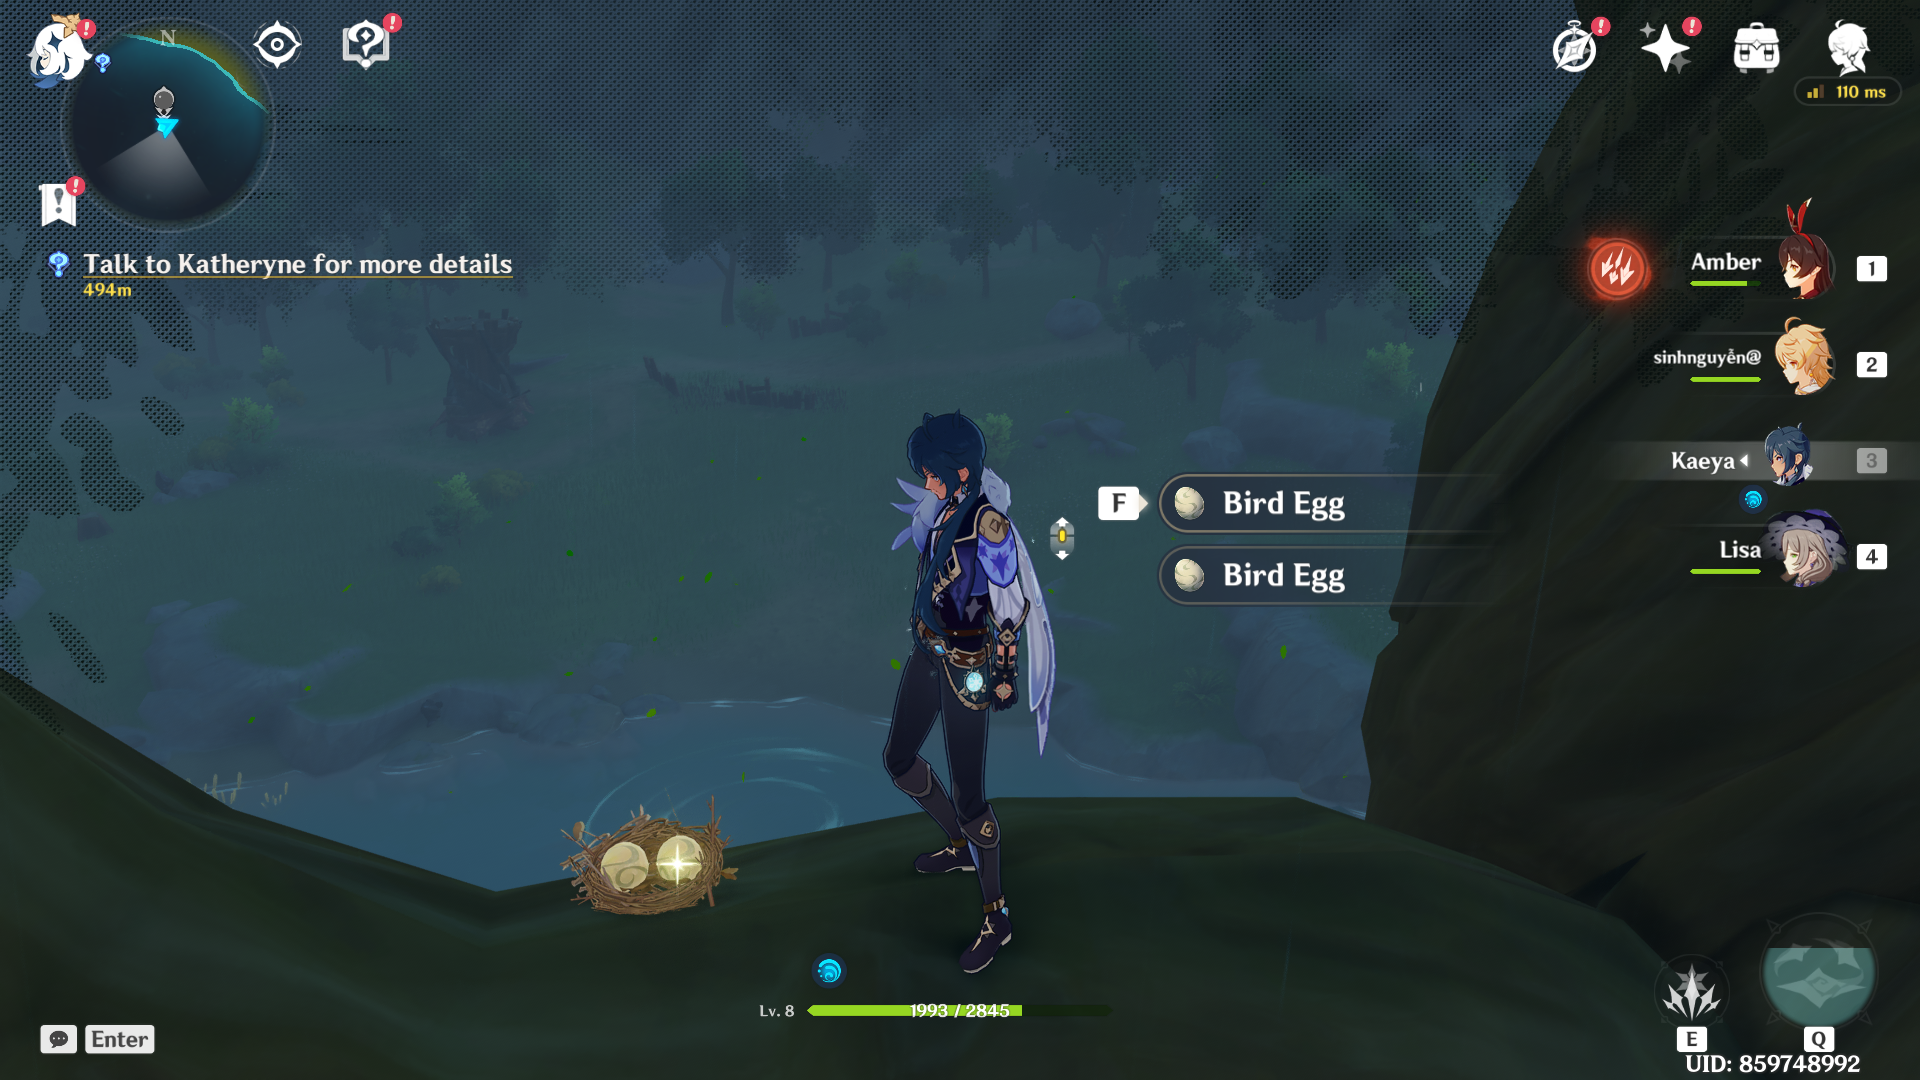 N
110 ms
Talk to Katheryne for more details
494m
Amber
1
sinhnguyễn@
2
Kaeya
3
F
Bird Egg
Bird Egg
Lisa
4
Lv. 8
1993 / 2845
Enter
E
Q
UID: 859748992